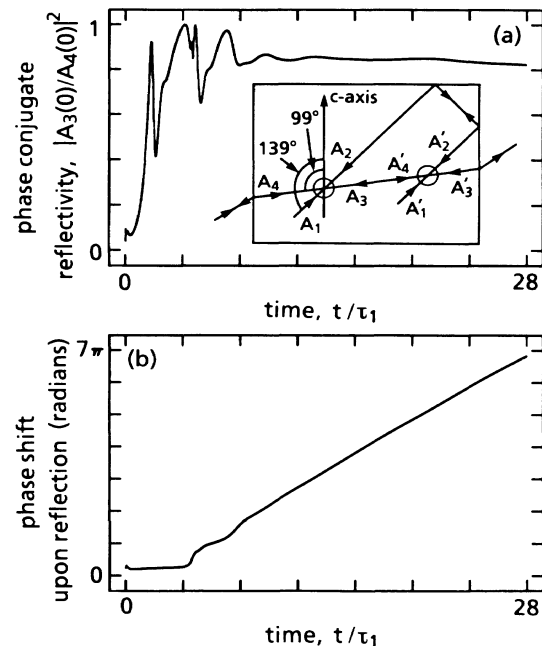 1
(a)
phase conjugate
reflectivity, |A₃(0)/A₄(0)|²
c-axis
99°
139°
A₂
A₄
A₁
A₃
A′₄
A′₂
A′₃
A′₁
0
0
28
time, t/τ₁
7π
(b)
phase shift
upon reflection (radians)
0
0
28
time, t/τ₁